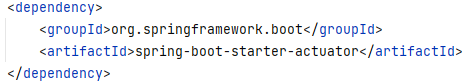 <dependency>
    <groupId>org.springframework.boot</groupId>
    <artifactId>spring-boot-starter-actuator</artifactId>
</dependency>